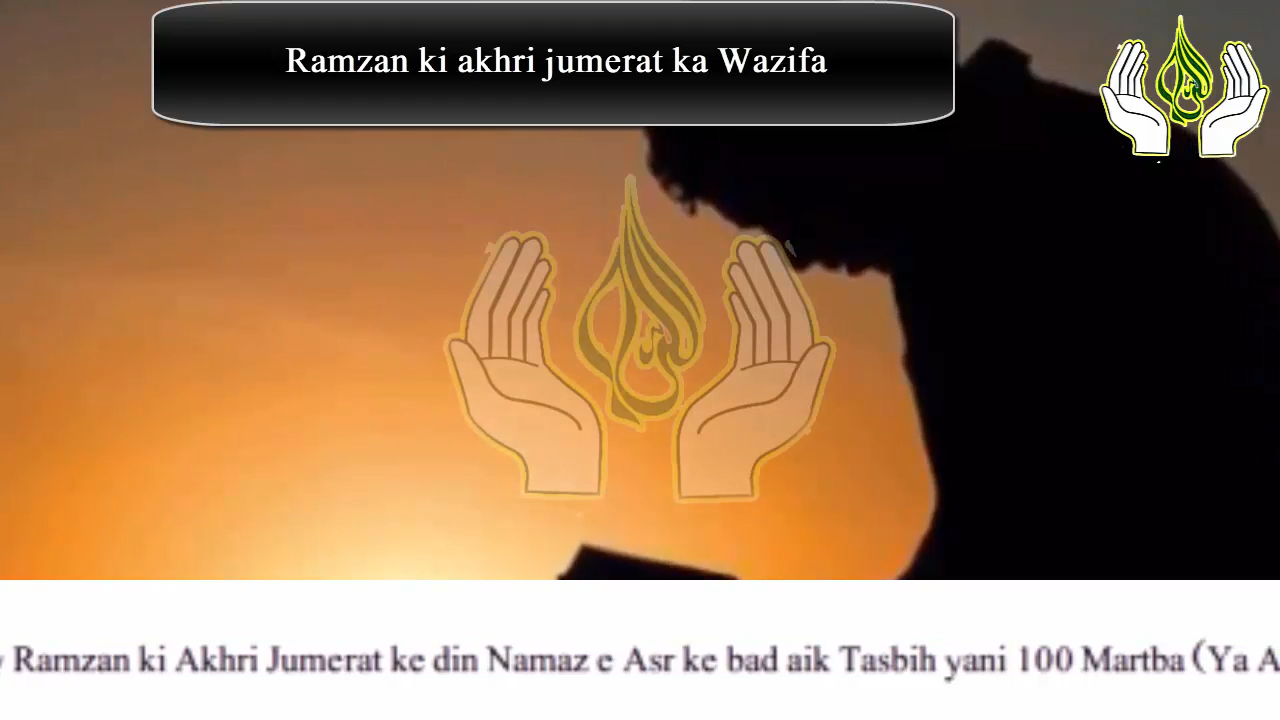 Ramzan ki akhri jumerat ka Wazifa
Ramzan ki Akhri Jumerat ke din Namaz e Asr ke bad aik Tasbih yani 100 Martba (Ya A